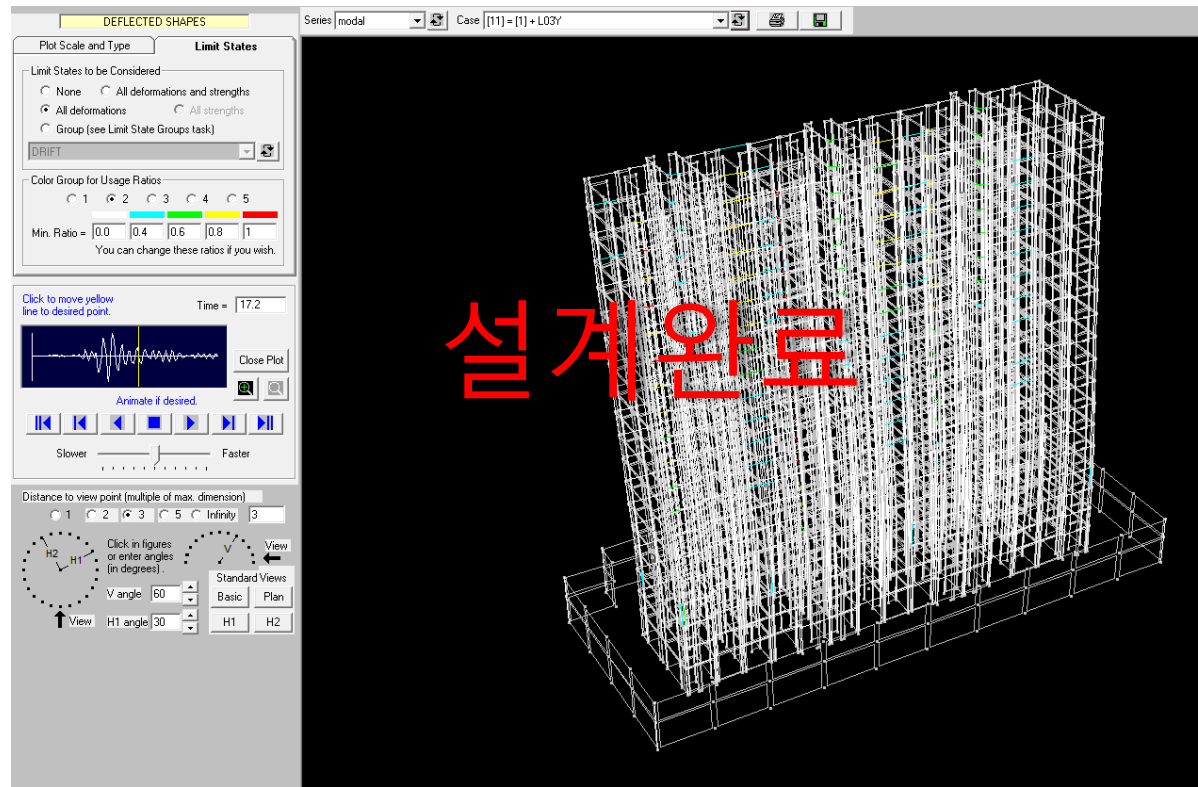 DEFLECTED SHAPES
Series modal Case [11] = [1] + L03Y
Plot Scale and Type Limit States
Limit States to be Considered
None All deformations and strengths
All deformations All strengths
Group (see Limit State Groups task)
DRIFT
Color Group for Usage Ratios
1 2 3 4 5
Min. Ratio = 0.0 0.4 0.6 0.8 1
You can change these ratios if you wish.
Click to move yellow
line to desired point.
Time = 17.2
Close Plot
Animate if desired.
Slower Faster
Distance to view point (multiple of max. dimension)
1 2 3 5 Infinity 3
H2 H1
Click in figures
or enter angles
(in degrees) .
V View
V angle 60
View H1 angle 30
Standard Views
Basic Plan
H1 H2
설계완료